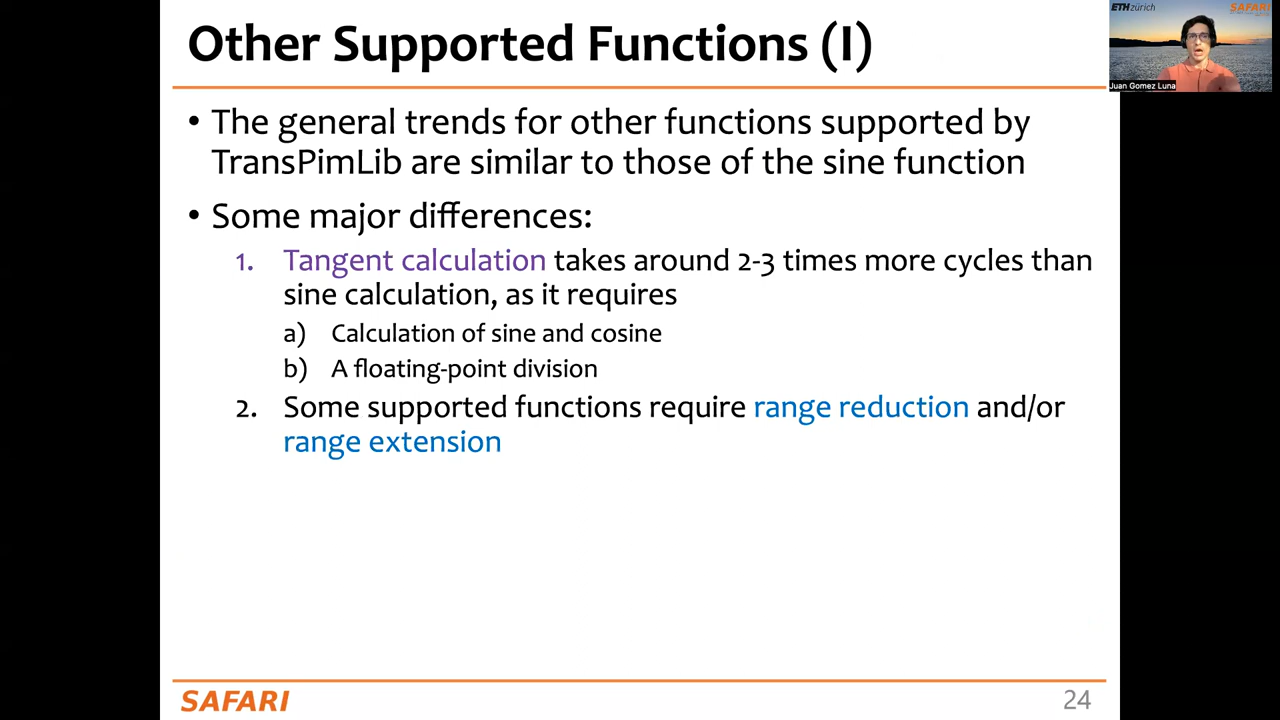 Other Supported Functions (I)
ETH zürich
SAFARI
Juan Gomez Luna
• The general trends for other functions supported by
TransPimLib are similar to those of the sine function
• Some major differences:
1. Tangent calculation takes around 2-3 times more cycles than
sine calculation, as it requires
a) Calculation of sine and cosine
b) A floating-point division
2. Some supported functions require range reduction and/or
range extension
SAFARI
24